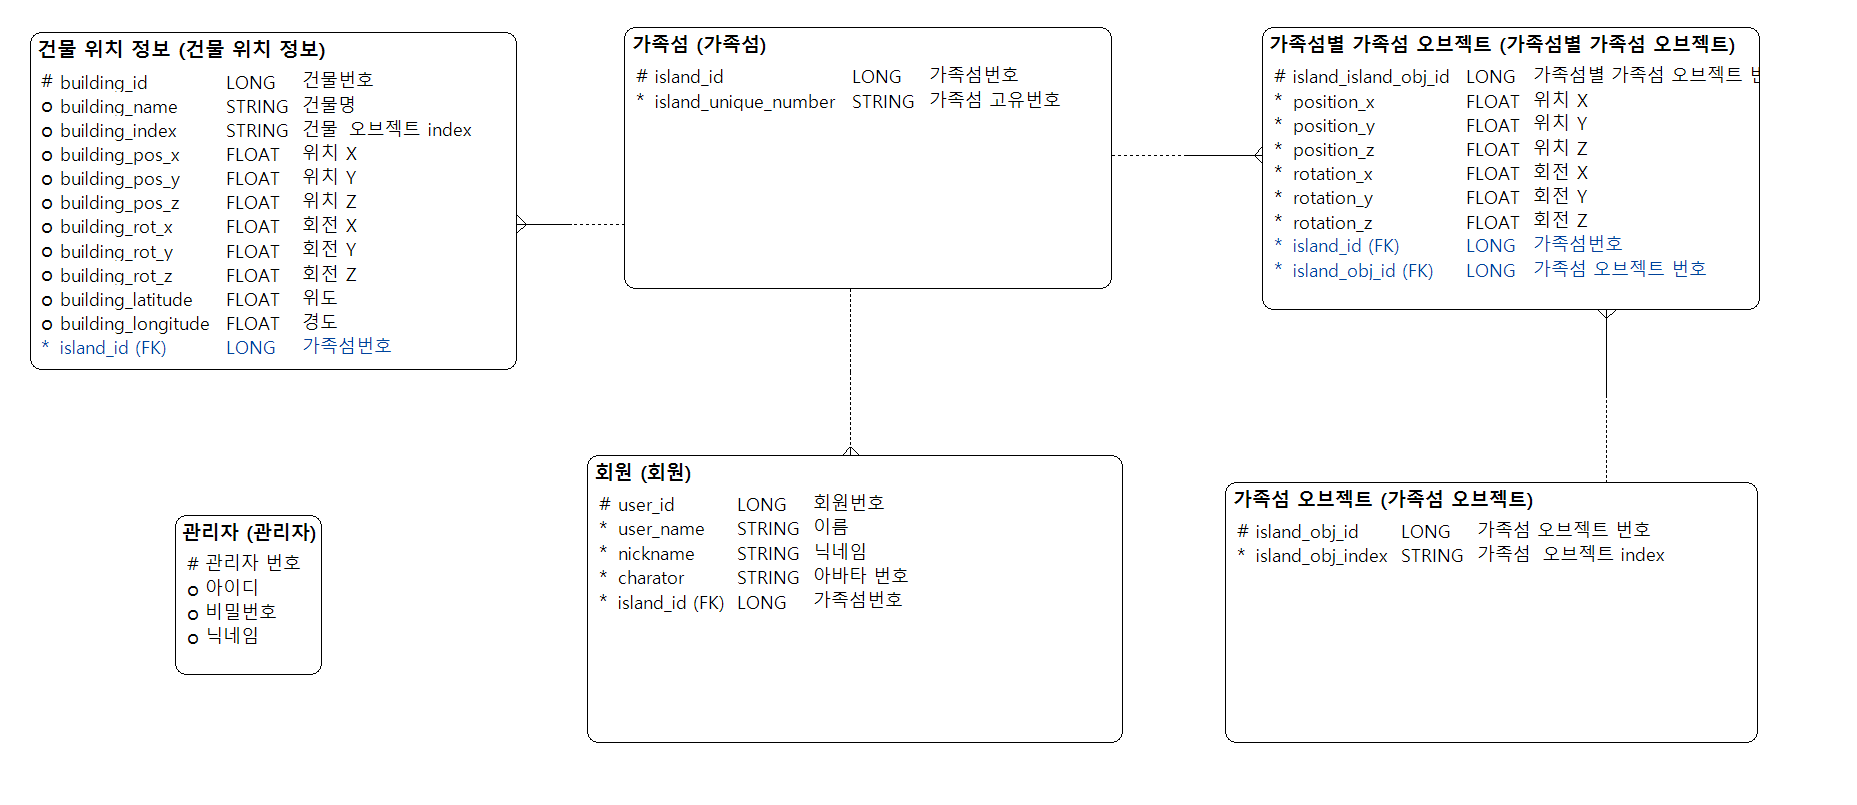 건물 위치 정보 (건물 위치 정보)
# building_id LONG 건물번호
o building_name STRING 건물명
o building_index STRING 건물 오브젝트 index
o building_pos_x FLOAT 위치 X
o building_pos_y FLOAT 위치 Y
o building_pos_z FLOAT 위치 Z
o building_rot_x FLOAT 회전 X
o building_rot_y FLOAT 회전 Y
o building_rot_z FLOAT 회전 Z
o building_latitude FLOAT 위도
o building_longitude FLOAT 경도
* island_id (FK) LONG 가족섬번호
가족섬 (가족섬)
# island_id LONG 가족섬번호
* island_unique_number STRING 가족섬 고유번호
가족섬별 가족섬 오브젝트 (가족섬별 가족섬 오브젝트)
# island_island_obj_id LONG 가족섬별 가족섬 오브젝트
* position_x FLOAT 위치 X
* position_y FLOAT 위치 Y
* position_z FLOAT 위치 Z
* rotation_x FLOAT 회전 X
* rotation_y FLOAT 회전 Y
* rotation_z FLOAT 회전 Z
* island_id (FK) LONG 가족섬번호
* island_obj_id (FK) LONG 가족섬 오브젝트 번호
관리자 (관리자)
# 관리자 번호
o 아이디
o 비밀번호
o 닉네임
회원 (회원)
# user_id LONG 회원번호
* user_name STRING 이름
* nickname STRING 닉네임
* charator STRING 아바타 번호
* island_id (FK) LONG 가족섬번호
가족섬 오브젝트 (가족섬 오브젝트)
# island_obj_id LONG 가족섬 오브젝트 번호
* island_obj_index STRING 가족섬 오브젝트 index